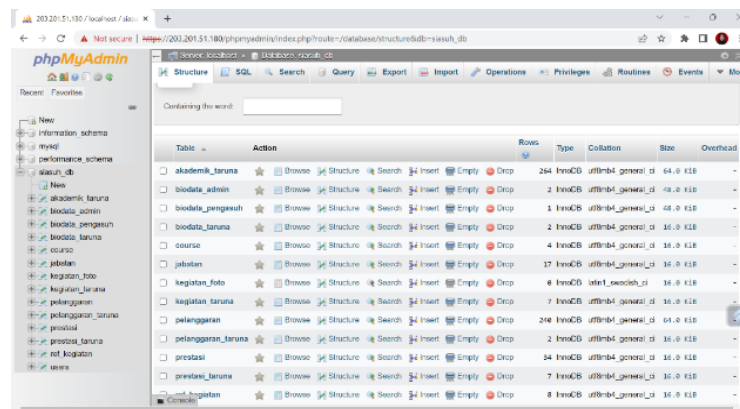 203.201.51.180 / localhost / siasu
Not secure | https://203.201.51.180/phpmyadmin/index.php?route=/database/structure&db=siasuh_db
phpMyAdmin
Recent Favorites
New
information_schema
mysql
performance_schema
siasuh_db
New
akademik_taruna
biodata_admin
biodata_pengasuh
biodata_taruna
course
jabatan
kegiatan_foto
kegiatan_taruna
pelanggaran
pelanggaran_taruna
prestasi
prestasi_taruna
ref_kegiatan
users
Server: localhost » Database: siasuh_db
Structure SQL Search Query Export Import Operations Privileges Routines Events Mo
Containing the word:
Table Action Rows Type Collation Size Overhead
akademik_taruna Browse Structure Search Insert Empty Drop 264 InnoDB utf8mb4_general_ci 64.0 KiB -
biodata_admin Browse Structure Search Insert Empty Drop 2 InnoDB utf8mb4_general_ci 48.0 KiB -
biodata_pengasuh Browse Structure Search Insert Empty Drop 1 InnoDB utf8mb4_general_ci 48.0 KiB -
biodata_taruna Browse Structure Search Insert Empty Drop 2 InnoDB utf8mb4_general_ci 16.0 KiB -
course Browse Structure Search Insert Empty Drop 4 InnoDB utf8mb4_general_ci 16.0 KiB -
jabatan Browse Structure Search Insert Empty Drop 17 InnoDB utf8mb4_general_ci 16.0 KiB -
kegiatan_foto Browse Structure Search Insert Empty Drop 0 InnoDB latin1_swedish_ci 16.0 KiB -
kegiatan_taruna Browse Structure Search Insert Empty Drop 7 InnoDB utf8mb4_general_ci 16.0 KiB -
pelanggaran Browse Structure Search Insert Empty Drop 240 InnoDB utf8mb4_general_ci 64.0 KiB
pelanggaran_taruna Browse Structure Search Insert Empty Drop 2 InnoDB utf8mb4_general_ci 16.0 KiB -
prestasi Browse Structure Search Insert Empty Drop 34 InnoDB utf8mb4_general_ci 16.0 KiB -
prestasi_taruna Browse Structure Search Insert Empty Drop 7 InnoDB utf8mb4_general_ci 16.0 KiB -
ref_kegiatan Browse Structure Search Insert Empty Drop 8 InnoDB utf8mb4_general_ci 16.0 KiB -
Console